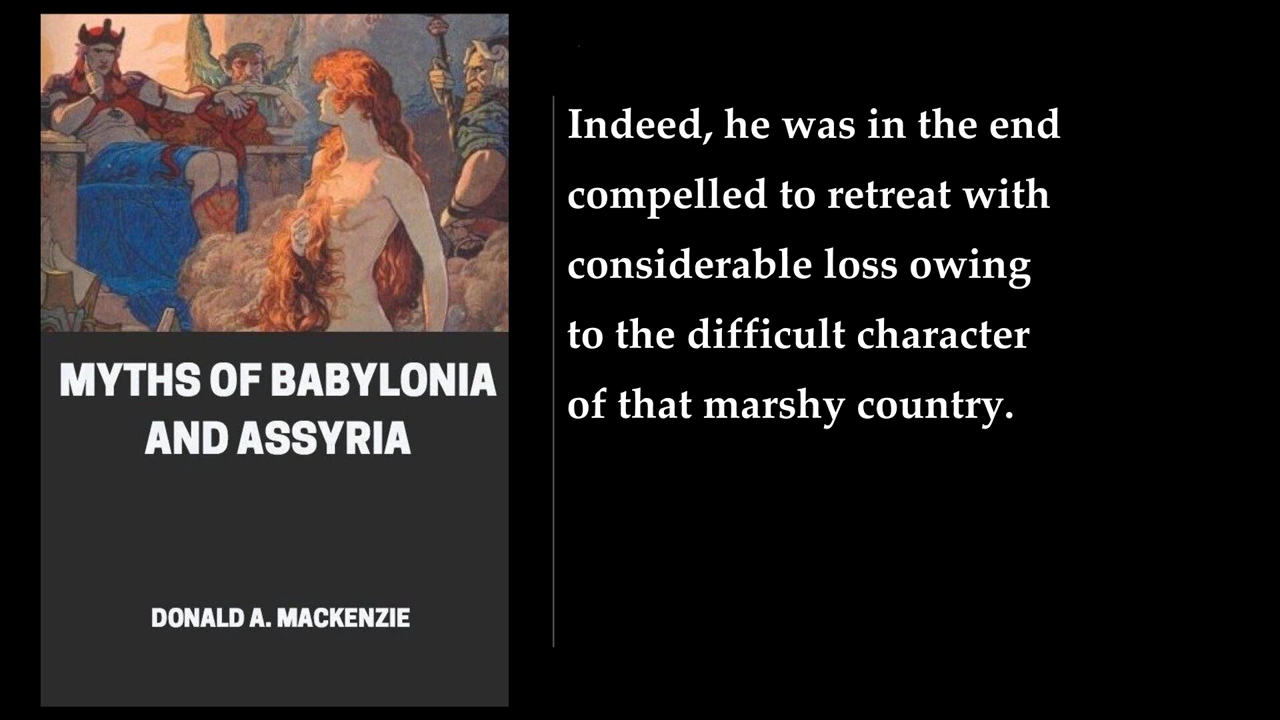 MYTHS OF BABYLONIA
AND ASSYRIA
DONALD A. MACKENZIE
Indeed, he was in the end
compelled to retreat with
considerable loss owing
to the difficult character
of that marshy country.